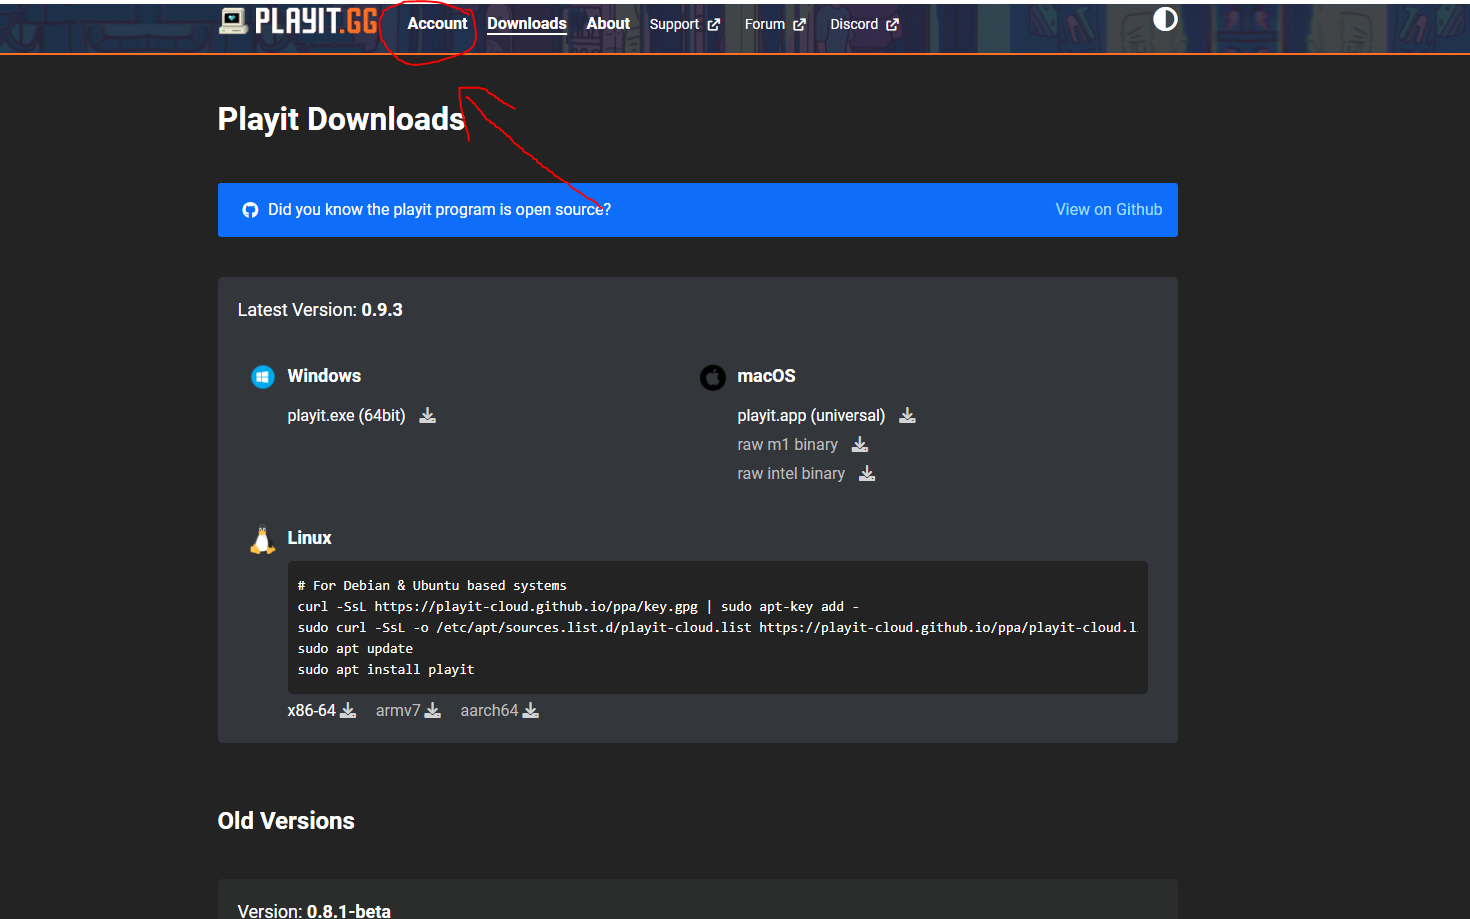 PLAYIT.GG Account Downloads About Support Forum Discord
Playit Downloads
Did you know the playit program is open source? View on Github
Latest Version: 0.9.3
Windows macOS
playit.exe (64bit) playit.app (universal)
raw m1 binary
raw intel binary
Linux
# For Debian & Ubuntu based systems
curl -SsL https://playit-cloud.github.io/ppa/key.gpg | sudo apt-key add -
sudo curl -SsL -o /etc/apt/sources.list.d/playit-cloud.list https://playit-cloud.github.io/ppa/playit-cloud.l
sudo apt update
sudo apt install playit
x86-64 armv7 aarch64
Old Versions
Version: 0.8.1-beta